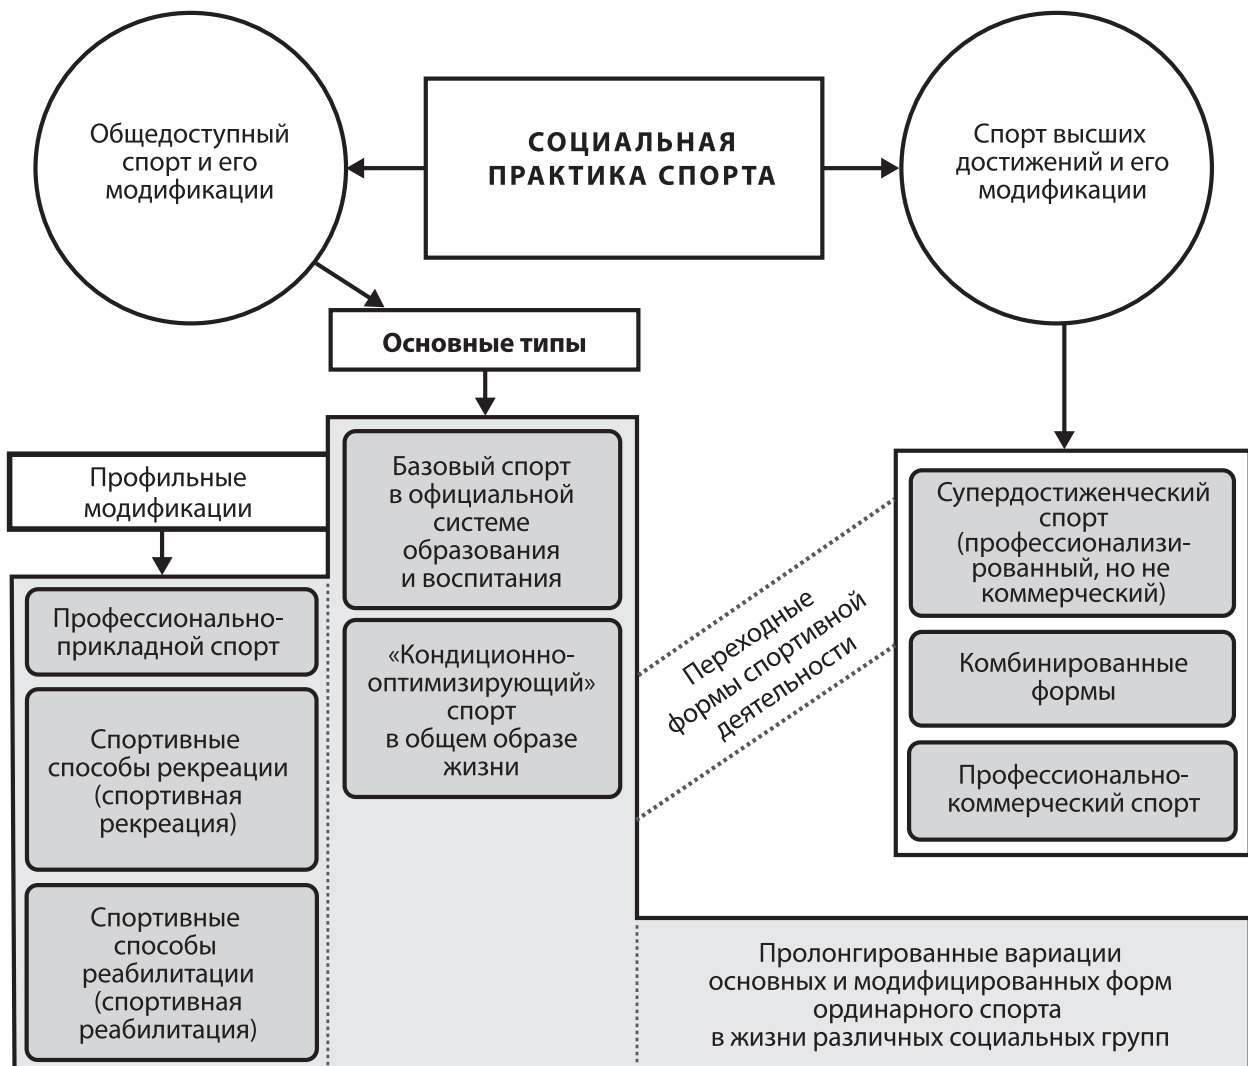 Общедоступный
спорт и его
модификации
СОЦИАЛЬНАЯ
ПРАКТИКА СПОРТА
Спорт высших
достижений и его
модификации
Основные типы
Профильные
модификации
Базовый спорт
в официальной
системе
образования
и воспитания
«Кондиционно-
оптимизирующий»
спорт
в общем образе
жизни
Профессионально-
прикладной спорт
Спортивные
способы рекреации
(спортивная
рекреация)
Спортивные
способы
реабилитации
(спортивная
реабилитация)
Переходные
формы спортивной
деятельности
Супердостиженческий
спорт
(профессионализи-
рованный, но не
коммерческий)
Комбинированные
формы
Профессионально-
коммерческий спорт
Пролонгированные вариации
основных и модифицированных форм
ординарного спорта
в жизни различных социальных групп